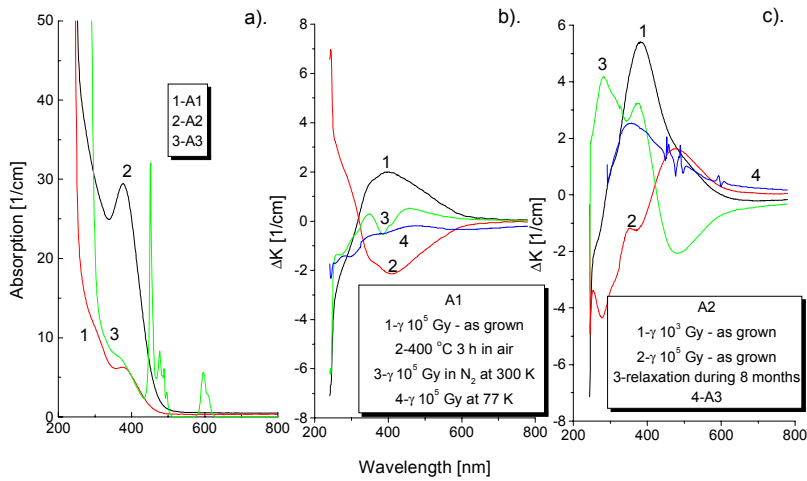 a).
Absorption [1/cm]
50
40
30
20
10
0
200 400 600 800
1-A1
2-A2
3-A3
2
1
3
b).
ΔK [1/cm]
8
6
4
2
0
-2
-4
-6
-8
200 400 600 800
1
3
4
2
A1
1-γ 10⁵ Gy - as grown
2-400 °C 3 h in air
3-γ 10⁵ Gy in N₂ at 300 K
4-γ 10⁵ Gy at 77 K
Wavelength [nm]
c).
ΔK [1/cm]
6
4
2
0
-2
-4
-6
-8
200 400 600 800
1
3
4
2
A2
1-γ 10³ Gy - as grown
2-γ 10⁵ Gy - as grown
3-relaxation during 8 months
4-A3